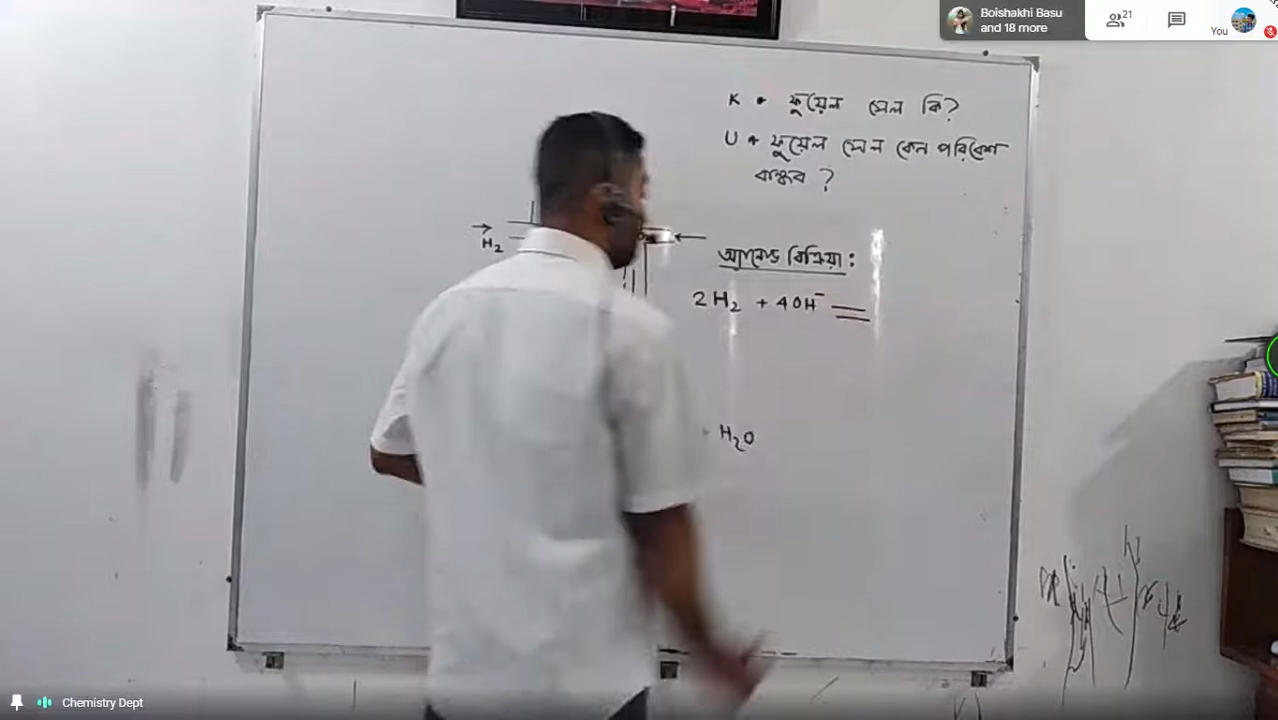 Boishakhi Basu
and 18 more
21
You
K • ফুয়েল সেল কি?
U • ফুয়েল সেল কেন পরিবেশ
বান্ধব ?
H₂
অ্যানোড বিক্রিয়া :
2H₂ + 4OH⁻
+ H₂O
Chemistry Dept